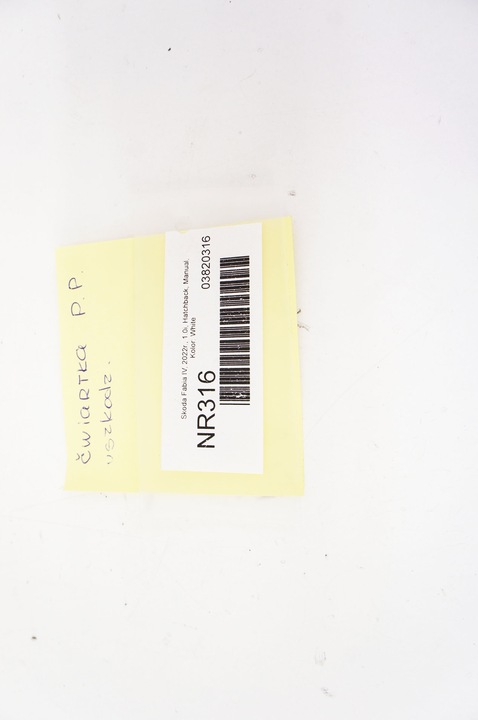 ĆWIARTKA P.P.
USZKODZ.
Skoda Fabia IV, 2022r., 1.0i, Hatchback, Manual,
Kolor: White
NR316
03820316